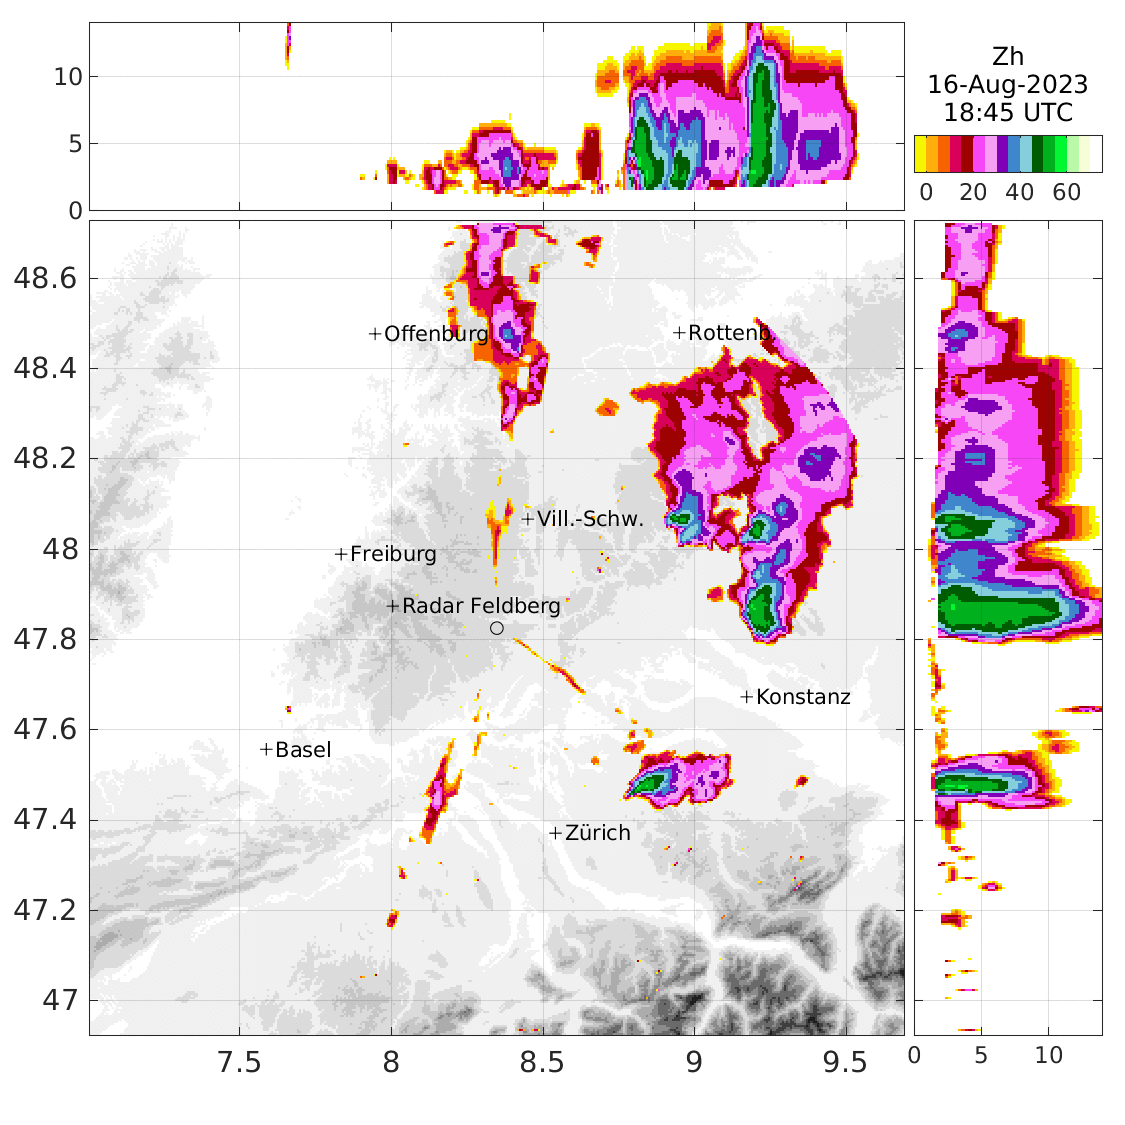 10
5
0
Zh
16-Aug-2023
18:45 UTC
0 20 40 60
48.6
48.4
48.2
48
47.8
47.6
47.4
47.2
47
Offenburg
Rottenb
Vill.-Schw.
Freiburg
Radar Feldberg
Konstanz
Basel
Zürich
7.5 8 8.5 9 9.5
0 5 10